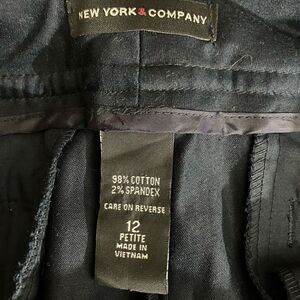 NEW YORK & COMPANY
98% COTTON
2% SPANDEX
CARE ON REVERSE
12
PETITE
MADE IN
VIETNAM